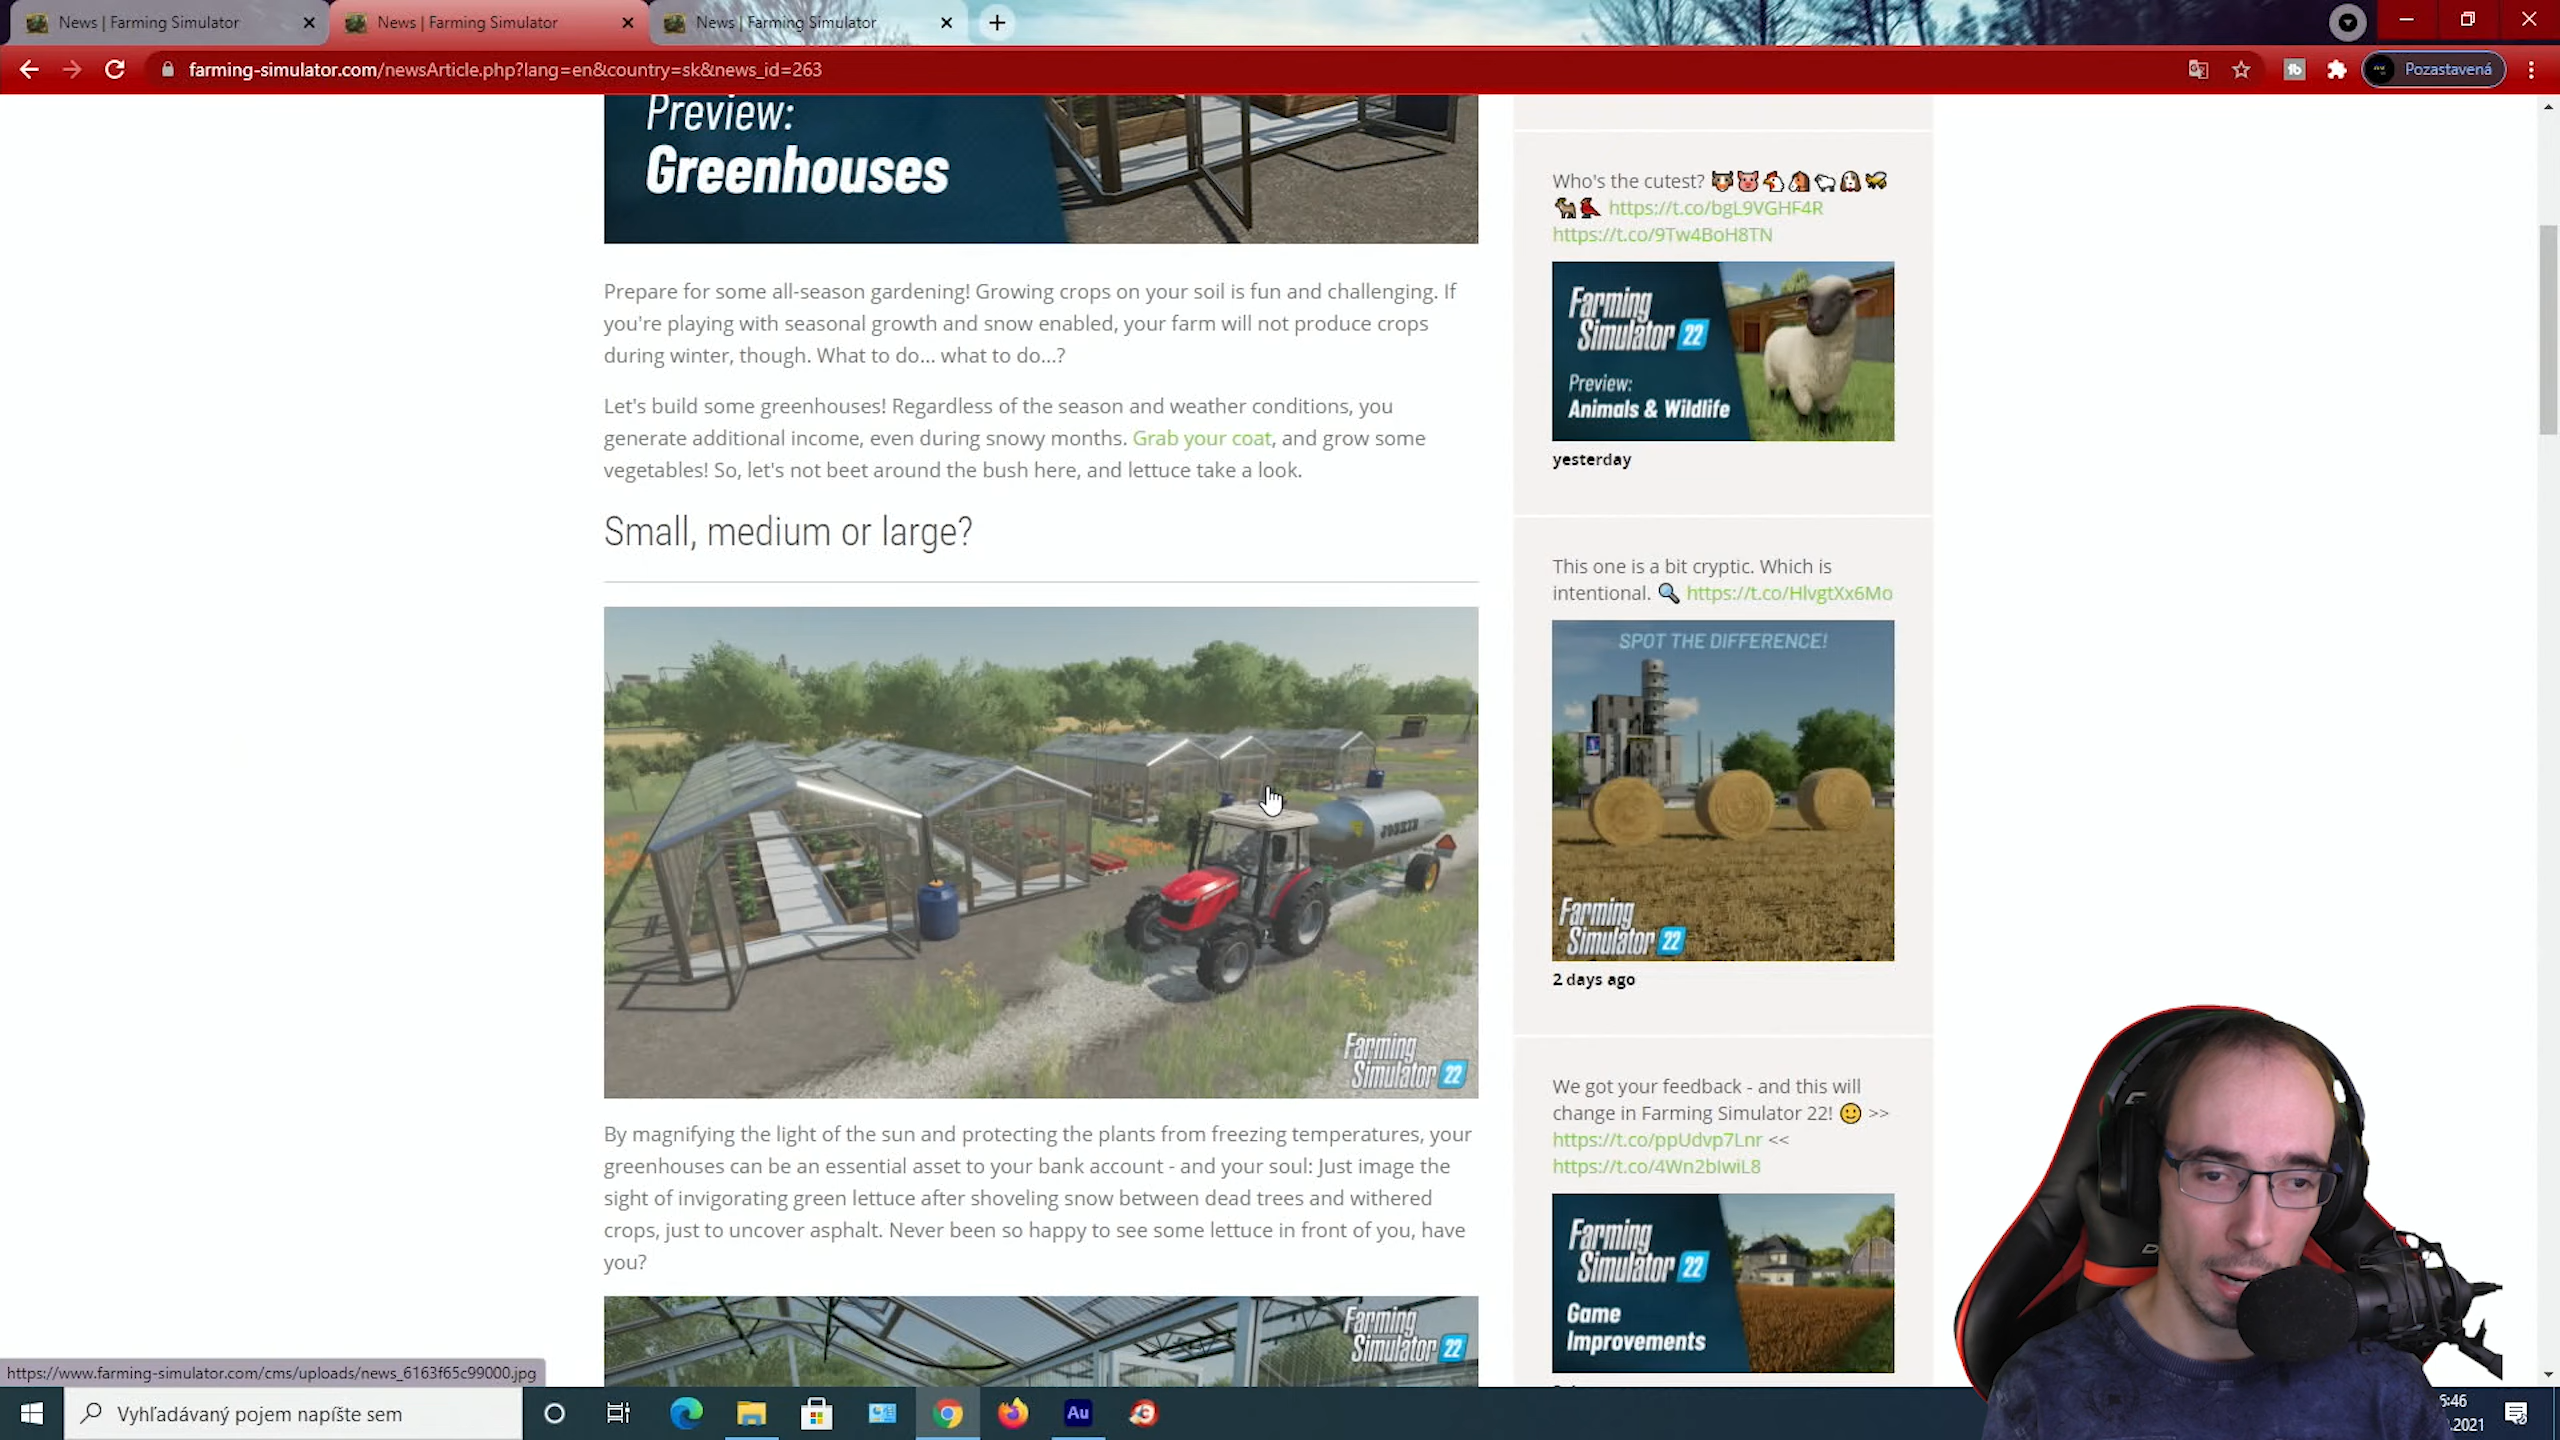 News | Farming Simulator
News | Farming Simulator
News | Farming Simulator
farming-simulator.com/newsArticle.php?lang=en&country=sk&news_id=263
Pozastavená
Preview:
Greenhouses
Prepare for some all-season gardening! Growing crops on your soil is fun and challenging. If
you're playing with seasonal growth and snow enabled, your farm will not produce crops
during winter, though. What to do... what to do...?
Let's build some greenhouses! Regardless of the season and weather conditions, you
generate additional income, even during snowy months. Grab your coat, and grow some
vegetables! So, let's not beet around the bush here, and lettuce take a look.
Small, medium or large?
JOSKIN
Farming
Simulator 22
By magnifying the light of the sun and protecting the plants from freezing temperatures, your
greenhouses can be an essential asset to your bank account - and your soul: Just image the
sight of invigorating green lettuce after shoveling snow between dead trees and withered
crops, just to uncover asphalt. Never been so happy to see some lettuce in front of you, have
you?
Farming
Simulator 22
Who's the cutest? 🐮🐷🐔🐴🐑🐶🐝
🐐🐦 https://t.co/bgL9VGHF4R
https://t.co/9Tw4BoH8TN
Farming
Simulator 22
Preview:
Animals & Wildlife
yesterday
This one is a bit cryptic. Which is
intentional. 🔍 https://t.co/HlvgtXx6Mo
SPOT THE DIFFERENCE!
Farming
Simulator 22
2 days ago
We got your feedback - and this will
change in Farming Simulator 22! 🙂 >>
https://t.co/ppUdvp7Lnr <<
https://t.co/4Wn2bIwiL8
Farming
Simulator 22
Game
Improvements
https://www.farming-simulator.com/cms/uploads/news_6163f65c99000.jpg
Vyhľadávaný pojem napíšte sem
Au
5:46
.2021